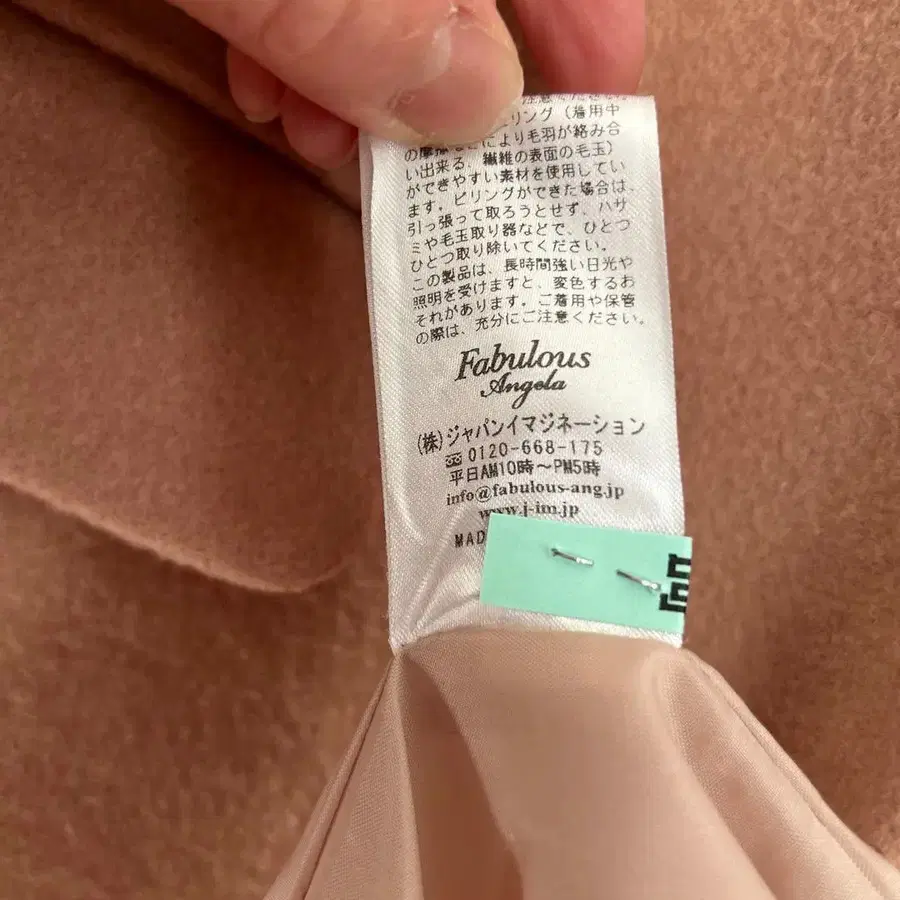 注意ください
リング（着用中
の摩擦などにより毛羽が絡み合
い出来る、繊維の表面の毛玉）
ができやすい素材を使用してい
ます。ピリングができた場合は、
引っ張って取ろうとせず、ハサ
ミや毛玉取り器などで、ひとつ
ひとつ取り除いてください。
この製品は、長時間強い日光や
照明を受けますと、変色するお
それがあります。ご着用や保管
の際は、充分にご注意ください。
Fabulous
Angela
(株)ジャパンイマジネーション
0120-668-175
平日AM10時～PM5時
info@fabulous-ang.jp
www.j-im.jp
MAD